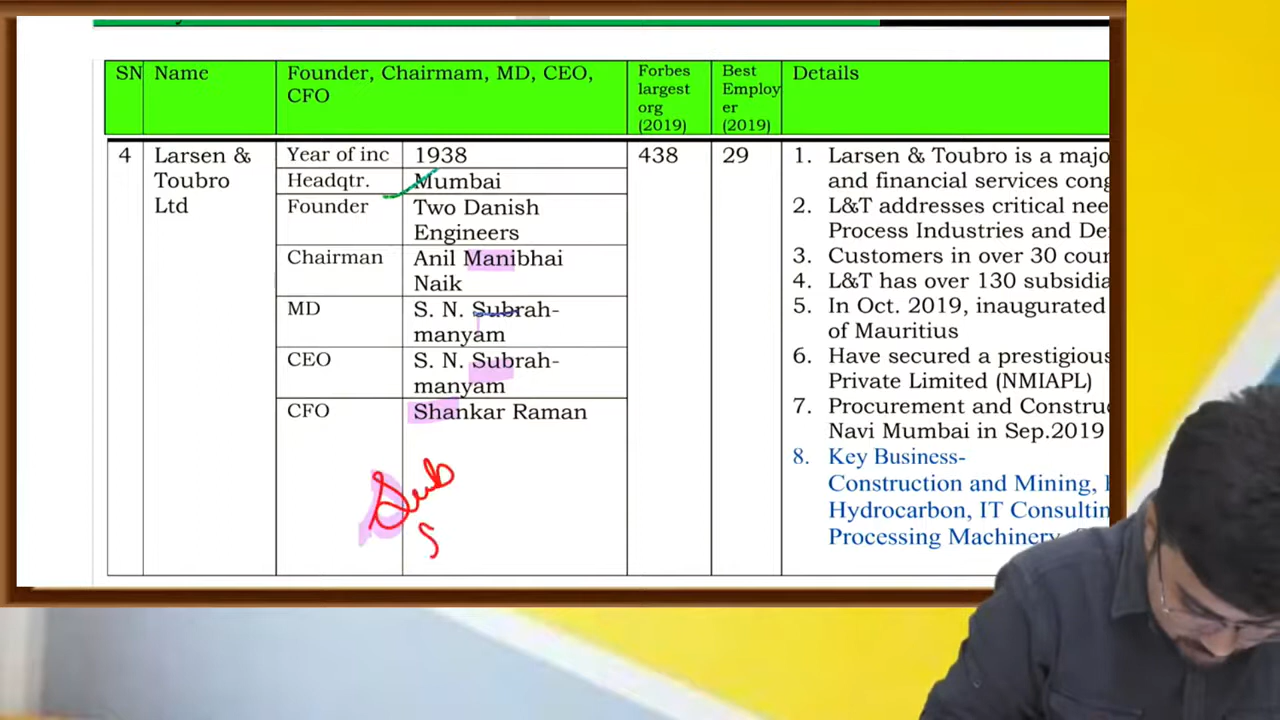 SN Name Founder, Chairmam, MD, CEO, CFO Forbes largest org (2019) Best Employ er (2019) Details
4 Larsen & Toubro Ltd
Year of inc 1938
Headqtr. Mumbai
Founder Two Danish Engineers
Chairman Anil Manibhai Naik
MD S. N. Subrah-
manyam
CEO S. N. Subrah-
manyam
CFO Shankar Raman
438
29
1. Larsen & Toubro is a majo
and financial services cong
2. L&T addresses critical nee
Process Industries and De
3. Customers in over 30 coun
4. L&T has over 130 subsidia
5. In Oct. 2019, inaugurated
of Mauritius
6. Have secured a prestigious
Private Limited (NMIAPL)
7. Procurement and Construc
Navi Mumbai in Sep.2019
8. Key Business-
Construction and Mining,
Hydrocarbon, IT Consultin
Processing Machinery
Sub
S